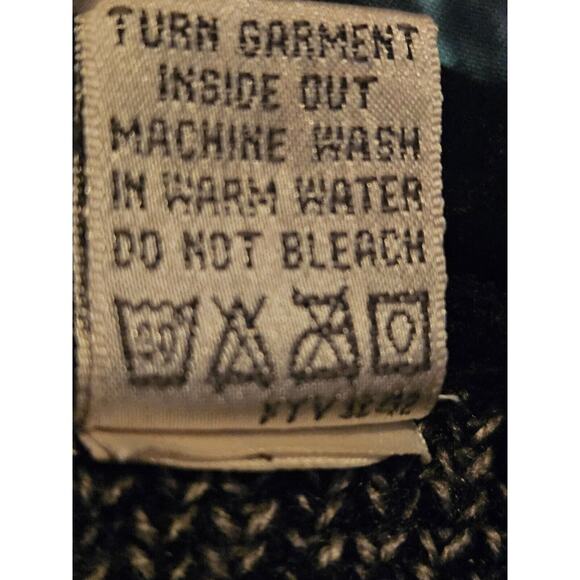 TURN GARMENT
INSIDE OUT
MACHINE WASH
IN WARM WATER
DO NOT BLEACH